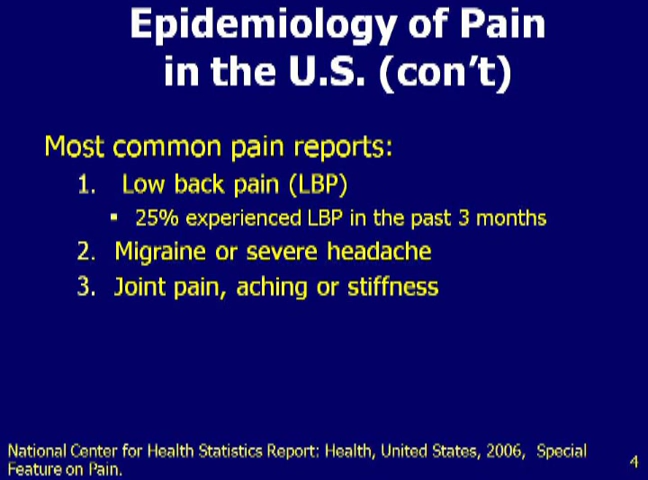 Epidemiology of Pain
in the U.S. (con’t)
Most common pain reports:
1. Low back pain (LBP)
▪ 25% experienced LBP in the past 3 months
2. Migraine or severe headache
3. Joint pain, aching or stiffness
National Center for Health Statistics Report: Health, United States, 2006, Special
Feature on Pain.
4